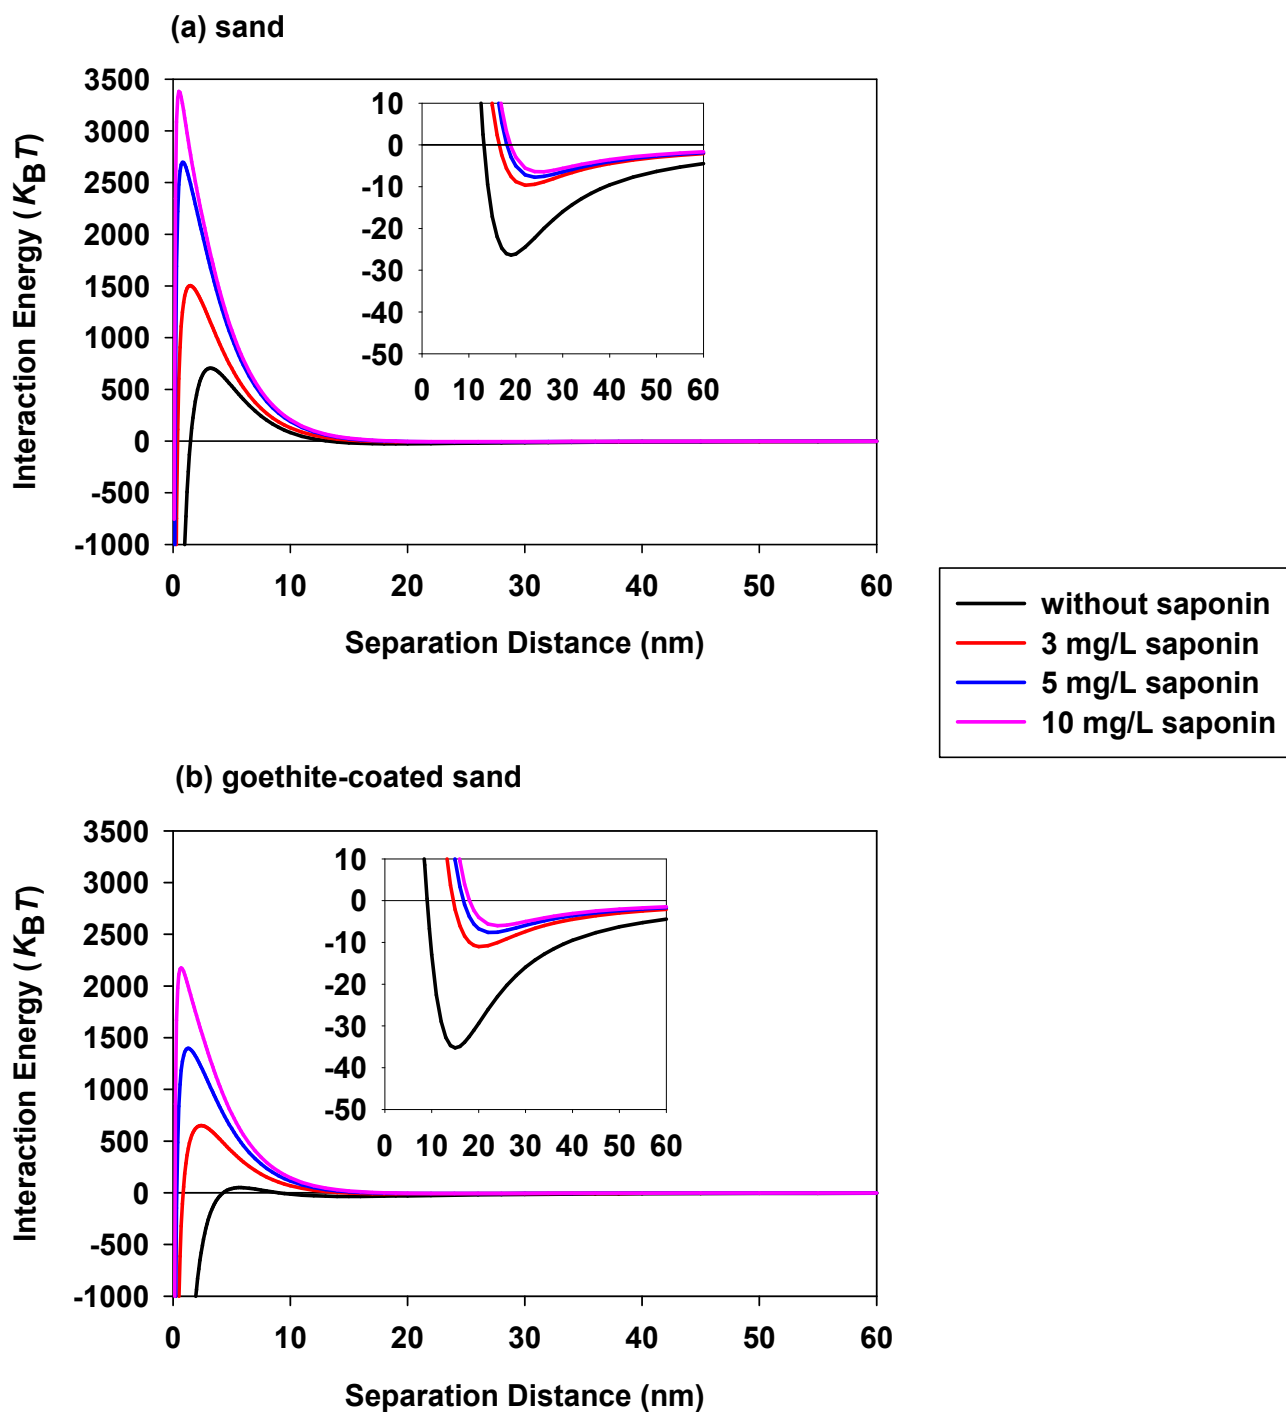 (a) sand
Interaction Energy (KBT)
3500
3000
2500
2000
1500
1000
500
0
-500
-1000
0 10 20 30 40 50 60
Separation Distance (nm)
10
0
-10
-20
-30
-40
-50
0 10 20 30 40 50 60
without saponin
3 mg/L saponin
5 mg/L saponin
10 mg/L saponin
(b) goethite-coated sand
Interaction Energy (KBT)
3500
3000
2500
2000
1500
1000
500
0
-500
-1000
0 10 20 30 40 50 60
Separation Distance (nm)
10
0
-10
-20
-30
-40
-50
0 10 20 30 40 50 60